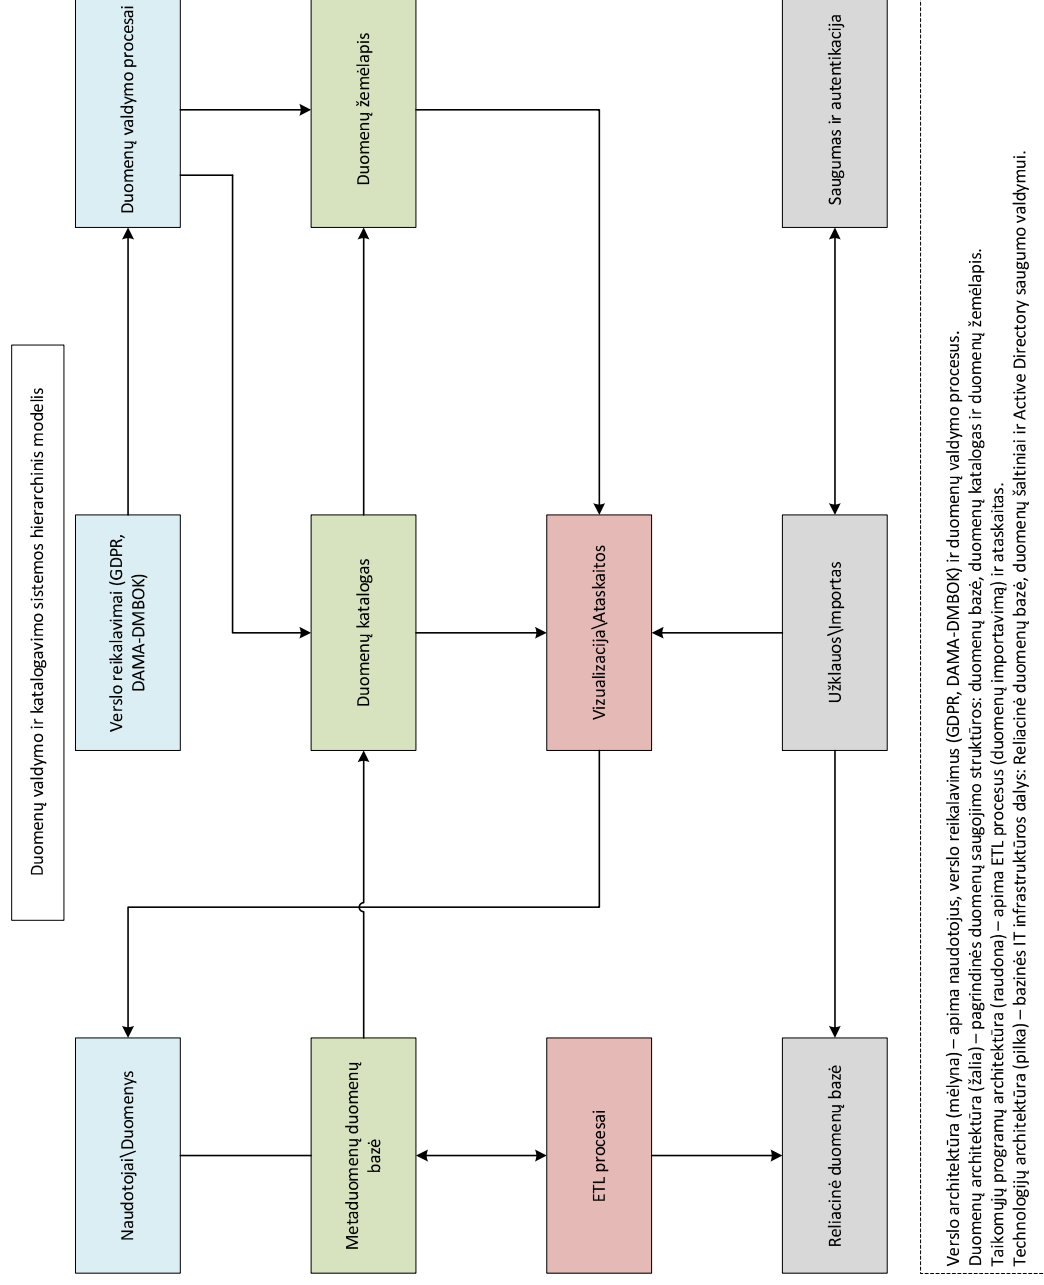 Duomenų valdymo ir katalogavimo sistemos hierarchinis modelis
Naudotojai\Duomenys
Verslo reikalavimai (GDPR,
DAMA-DMBOK)
Duomenų valdymo procesai
Metaduomenų duomenų
bazė
Duomenų katalogas
Duomenų žemėlapis
ETL procesai
Vizualizacija\Ataskaitos
Reliacinė duomenų bazė
Užklauos\Importas
Saugumas ir autentikacija
Verslo architektūra (mėlyna) – apima naudotojus, verslo reikalavimus (GDPR, DAMA-DMBOK) ir duomenų valdymo procesus.
Duomenų architektūra (žalia) – pagrindinės duomenų saugojimo struktūros: duomenų bazė, duomenų katalogas ir duomenų žemėlapis.
Taikomųjų programų architektūra (raudona) – apima ETL procesus (duomenų importavimą) ir ataskaitas.
Technologijų architektūra (pilka) – bazinės IT infrastruktūros dalys: Reliacinė duomenų bazė, duomenų šaltiniai ir Active Directory saugumo valdymui.